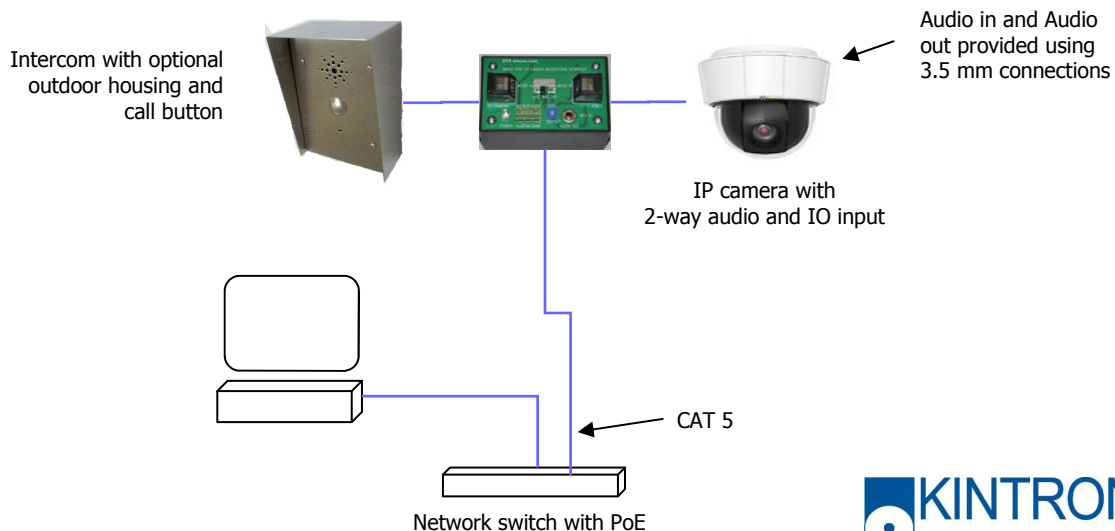 Intercom with optional
outdoor housing and
call button
Audio in and Audio
out provided using
3.5 mm connections
IP camera with
2-way audio and IO input
CAT 5
Network switch with PoE
KINTRON